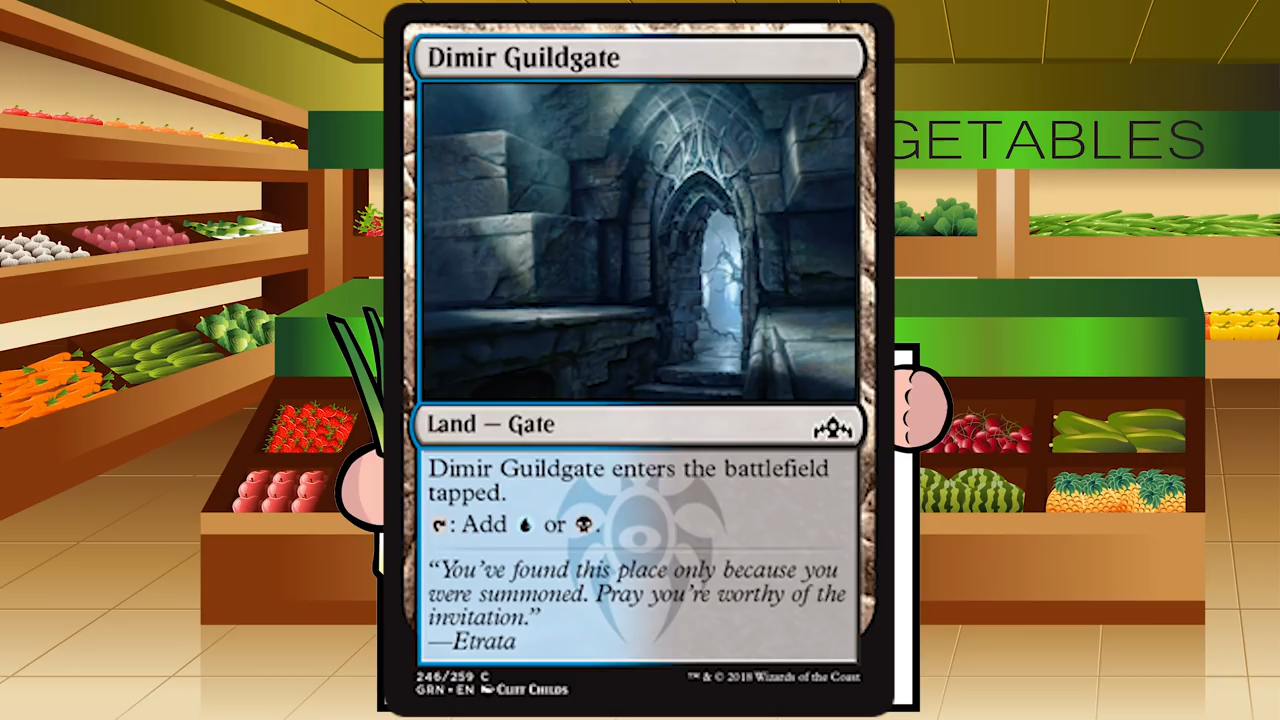 Dimir Guildgate
GETABLES
Land — Gate
Dimir Guildgate enters the battlefield
tapped.
: Add or .
“You’ve found this place only because you
were summoned. Pray you’re worthy of the
invitation.”
—Etrata
246/259 C
GRN • EN Cliff Childs
™ & © 2018 Wizards of the Coast